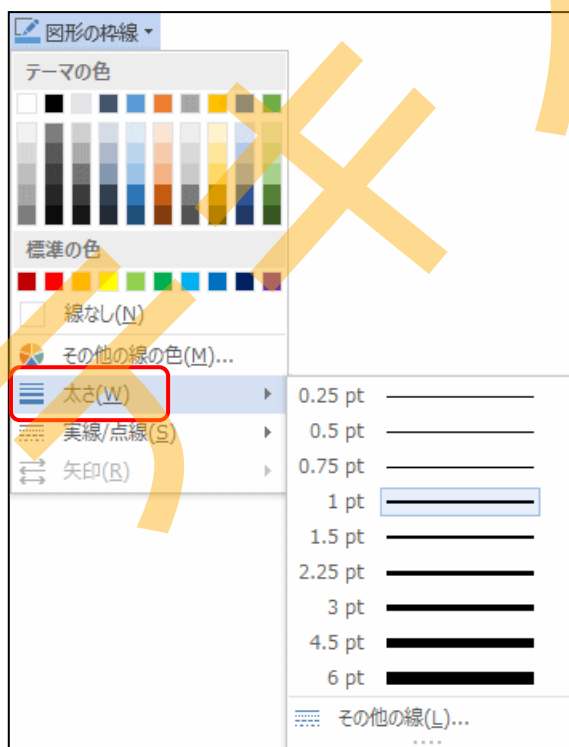 図形の枠線
テーマの色
標準の色
線なし(N)
その他の線の色(M)...
太さ(W)
実線/点線(S)
矢印(R)
0.25 pt
0.5 pt
0.75 pt
1 pt
1.5 pt
2.25 pt
3 pt
4.5 pt
6 pt
その他の線(L)...